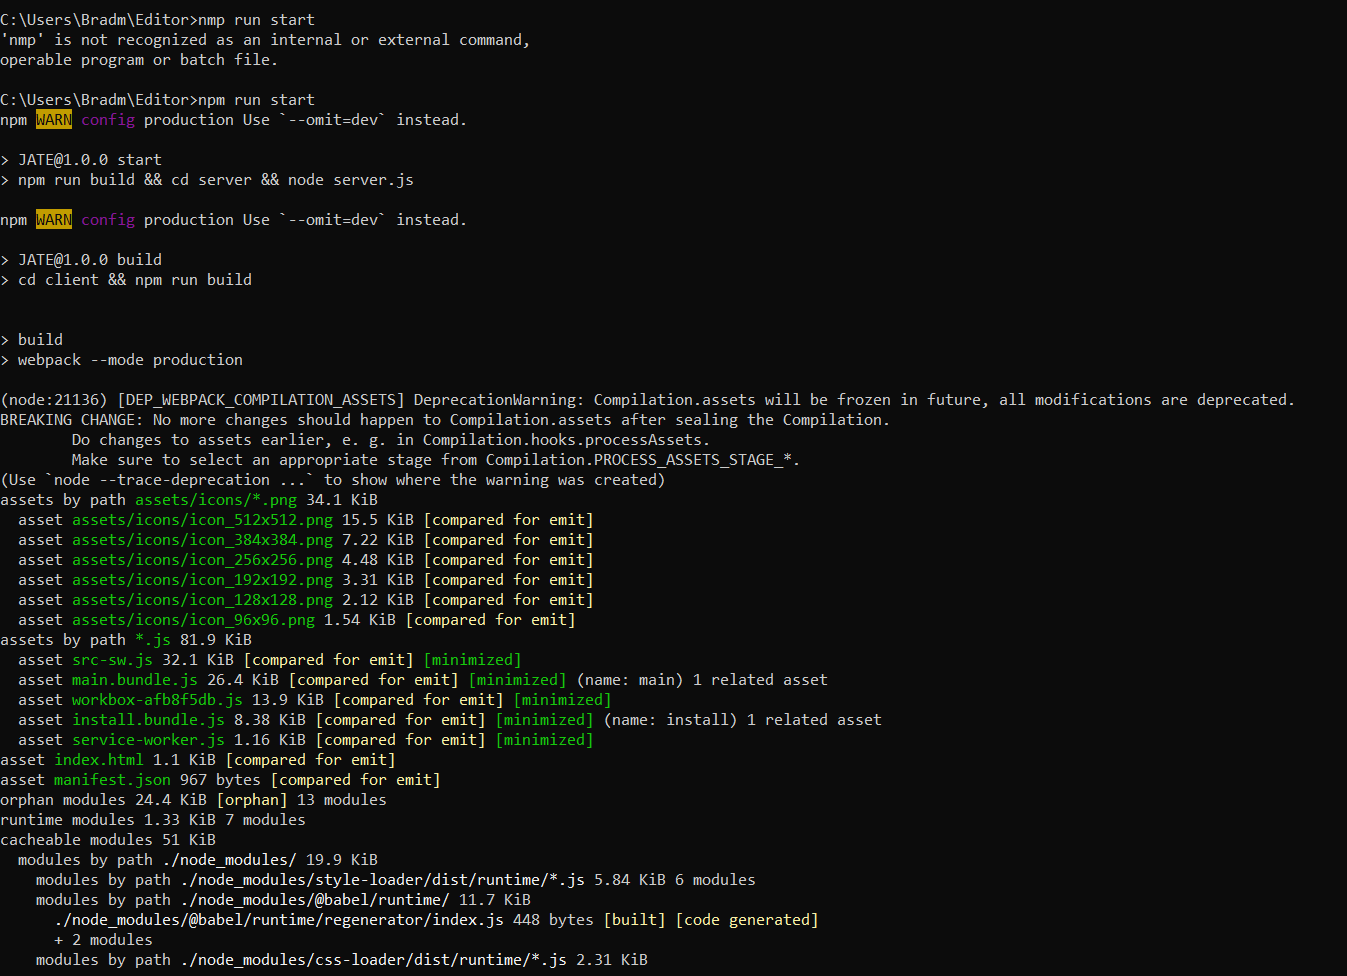 C:\Users\Bradm\Editor>nmp run start
'nmp' is not recognized as an internal or external command,
operable program or batch file.
C:\Users\Bradm\Editor>npm run start
npm WARN config production Use `--omit=dev` instead.
> JATE@1.0.0 start
> npm run build && cd server && node server.js
npm WARN config production Use `--omit=dev` instead.
> JATE@1.0.0 build
> cd client && npm run build
> build
> webpack --mode production
(node:21136) [DEP_WEBPACK_COMPILATION_ASSETS] DeprecationWarning: Compilation.assets will be frozen in future, all modifications are deprecated.
BREAKING CHANGE: No more changes should happen to Compilation.assets after sealing the Compilation.
        Do changes to assets earlier, e. g. in Compilation.hooks.processAssets.
        Make sure to select an appropriate stage from Compilation.PROCESS_ASSETS_STAGE_*.
(Use `node --trace-deprecation ...` to show where the warning was created)
assets by path assets/icons/*.png 34.1 KiB
  asset assets/icons/icon_512x512.png 15.5 KiB [compared for emit]
  asset assets/icons/icon_384x384.png 7.22 KiB [compared for emit]
  asset assets/icons/icon_256x256.png 4.48 KiB [compared for emit]
  asset assets/icons/icon_192x192.png 3.31 KiB [compared for emit]
  asset assets/icons/icon_128x128.png 2.12 KiB [compared for emit]
  asset assets/icons/icon_96x96.png 1.54 KiB [compared for emit]
assets by path *.js 81.9 KiB
  asset src-sw.js 32.1 KiB [compared for emit] [minimized]
  asset main.bundle.js 26.4 KiB [compared for emit] [minimized] (name: main) 1 related asset
  asset workbox-afb8f5db.js 13.9 KiB [compared for emit] [minimized]
  asset install.bundle.js 8.38 KiB [compared for emit] [minimized] (name: install) 1 related asset
  asset service-worker.js 1.16 KiB [compared for emit] [minimized]
asset index.html 1.1 KiB [compared for emit]
asset manifest.json 967 bytes [compared for emit]
orphan modules 24.4 KiB [orphan] 13 modules
runtime modules 1.33 KiB 7 modules
cacheable modules 51 KiB
  modules by path ./node_modules/ 19.9 KiB
    modules by path ./node_modules/style-loader/dist/runtime/*.js 5.84 KiB 6 modules
    modules by path ./node_modules/@babel/runtime/ 11.7 KiB
      ./node_modules/@babel/runtime/regenerator/index.js 448 bytes [built] [code generated]
      + 2 modules
    modules by path ./node_modules/css-loader/dist/runtime/*.js 2.31 KiB